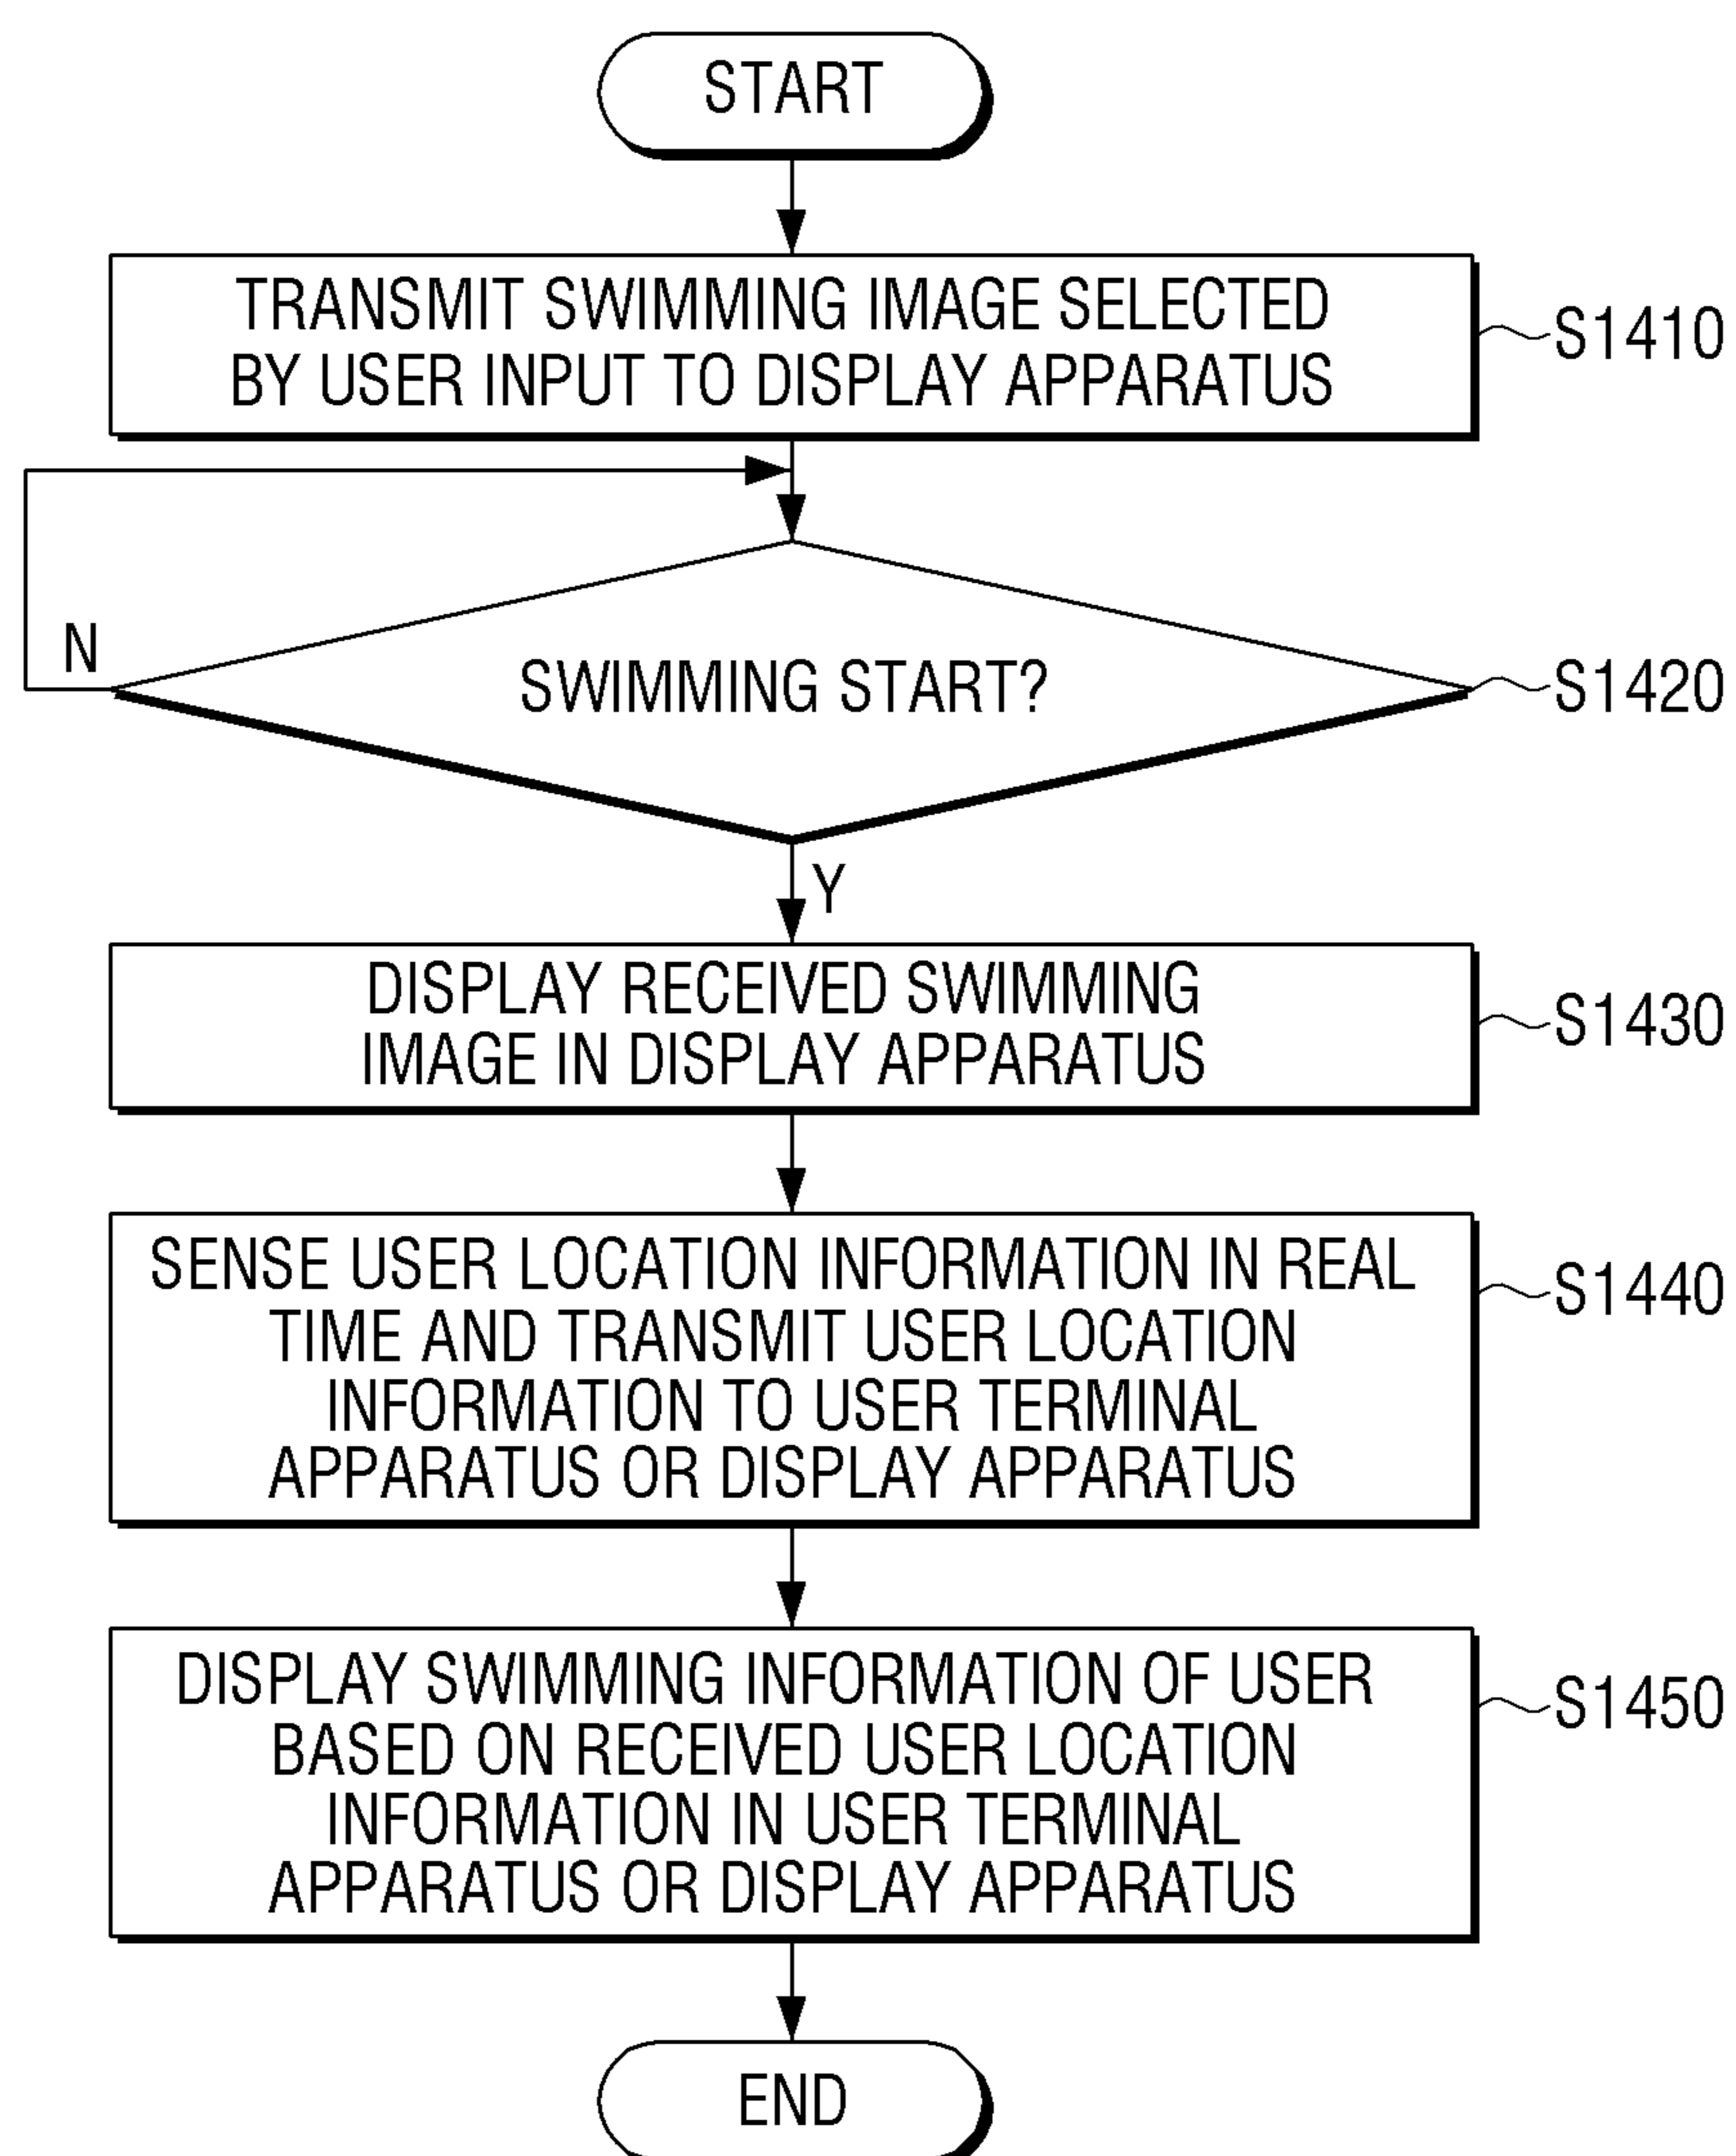 START
TRANSMIT SWIMMING IMAGE SELECTED
BY USER INPUT TO DISPLAY APPARATUS
S1410
N
SWIMMING START?
S1420
Y
DISPLAY RECEIVED SWIMMING
IMAGE IN DISPLAY APPARATUS
S1430
SENSE USER LOCATION INFORMATION IN REAL
TIME AND TRANSMIT USER LOCATION
INFORMATION TO USER TERMINAL
APPARATUS OR DISPLAY APPARATUS
S1440
DISPLAY SWIMMING INFORMATION OF USER
BASED ON RECEIVED USER LOCATION
INFORMATION IN USER TERMINAL
APPARATUS OR DISPLAY APPARATUS
S1450
END